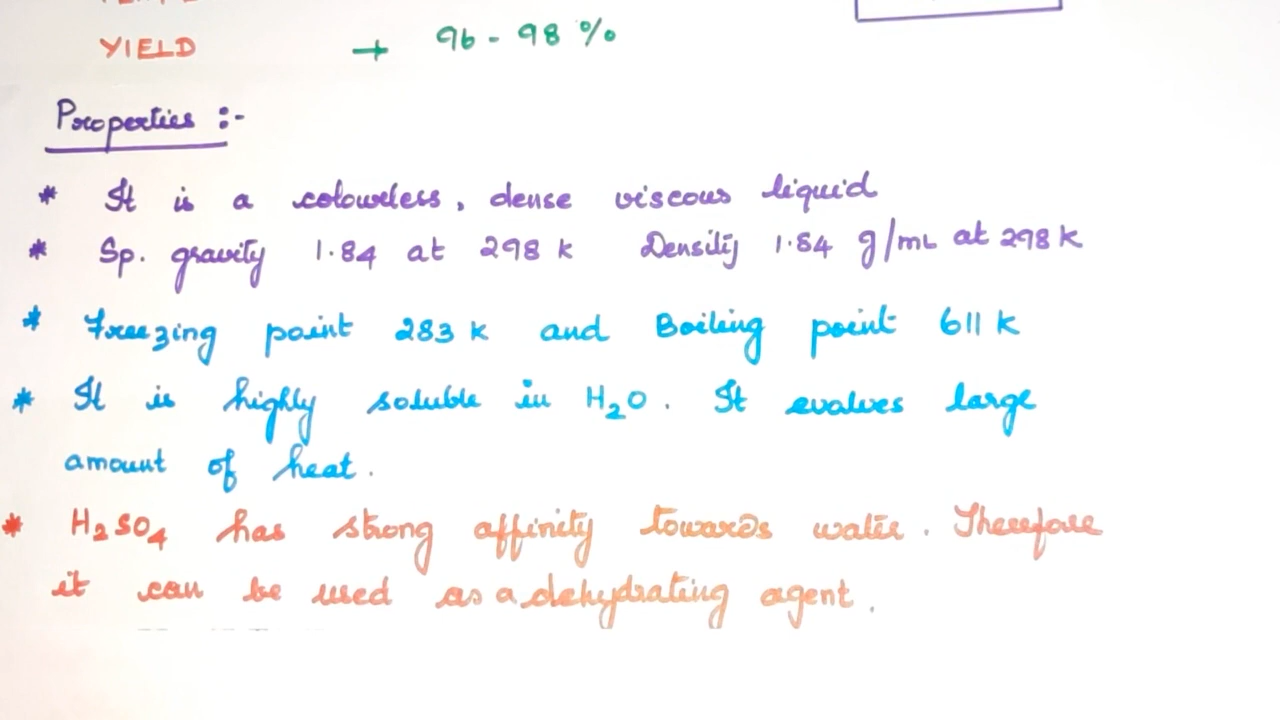 YIELD → 96 - 98 %
Properties :-
* It is a colourless, dense viscous liquid
* Sp. gravity 1.84 at 298 K Density 1.84 g/mL at 298 K
* Freezing point 283 K and Boiling point 611 K
* It is highly soluble in H₂O. It evolves large
amount of heat.
* H₂SO₄ has strong affinity towards water. Therefore
it can be used as a dehydrating agent.